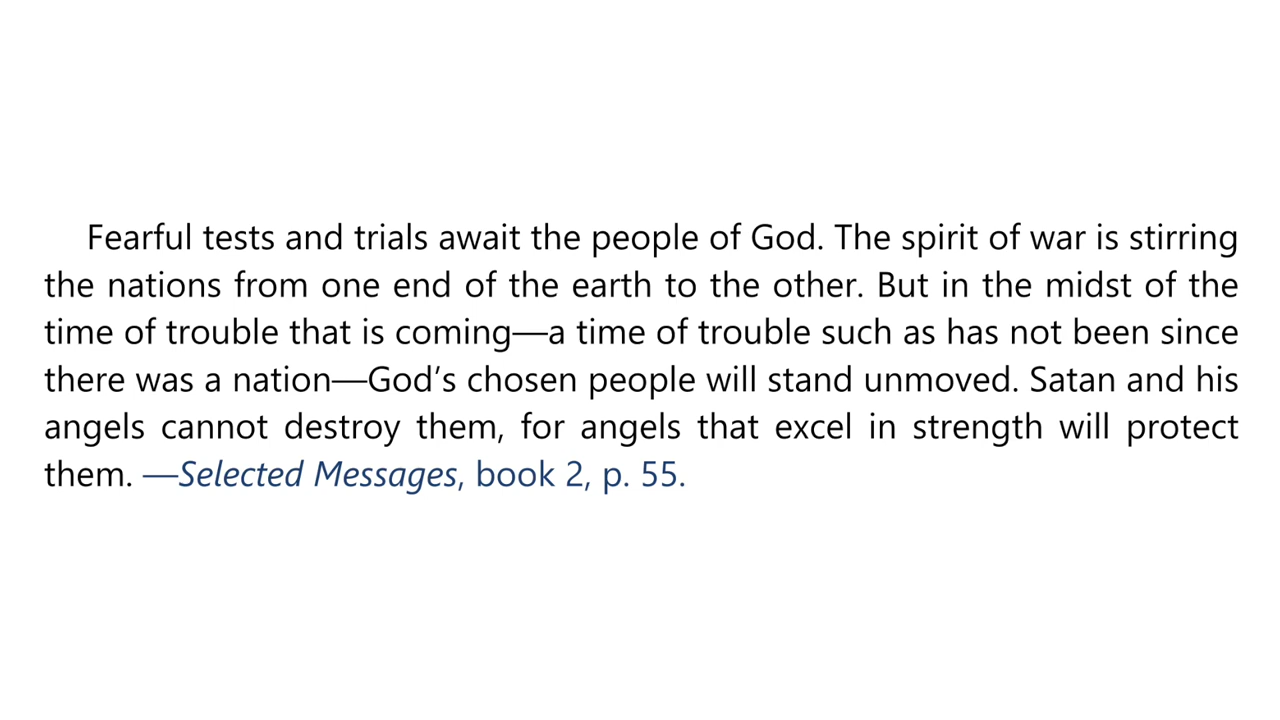 Fearful tests and trials await the people of God. The spirit of war is stirring
the nations from one end of the earth to the other. But in the midst of the
time of trouble that is coming—a time of trouble such as has not been since
there was a nation—God’s chosen people will stand unmoved. Satan and his
angels cannot destroy them, for angels that excel in strength will protect
them. —Selected Messages, book 2, p. 55.